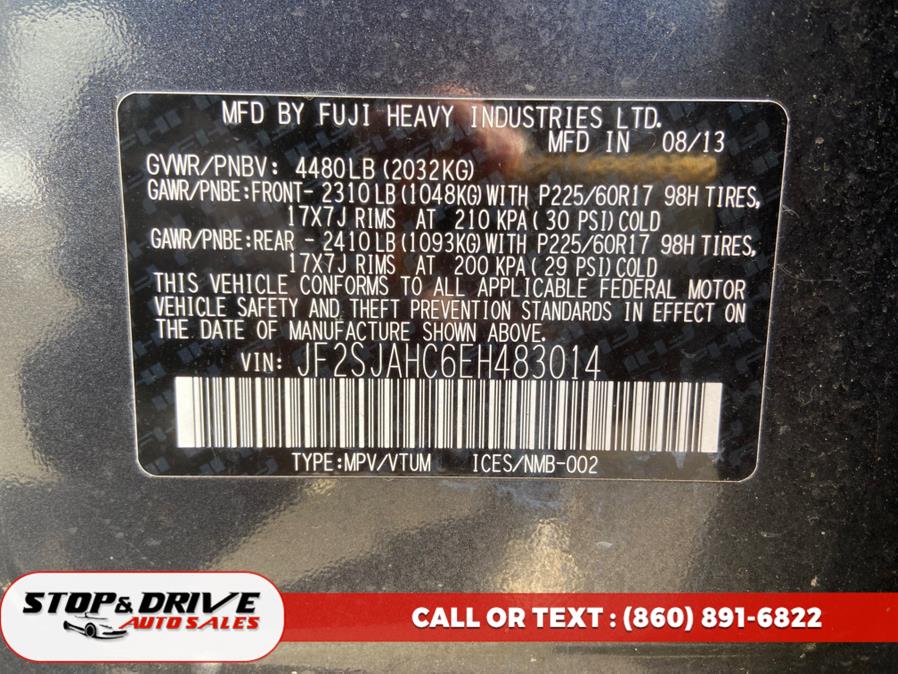 MFD BY FUJI HEAVY INDUSTRIES LTD.
MFD IN 08/13
GVWR/PNBV: 4480LB (2032KG)
GAWR/PNBE:FRONT- 2310LB (1048KG) WITH P225/60R17 98H TIRES,
17X7J RIMS AT 210 KPA( 30 PSI) COLD
GAWR/PNBE:REAR - 2410LB (1093KG) WITH P225/60R17 98H TIRES,
17X7J RIMS AT 200 KPA( 29 PSI) COLD
THIS VEHICLE CONFORMS TO ALL APPLICABLE FEDERAL MOTOR
VEHICLE SAFETY AND THEFT PREVENTION STANDARDS IN EFFECT ON
THE DATE OF MANUFACTURE SHOWN ABOVE.
VIN: JF2SJAHC6EH483014
TYPE:MPV/VTUM ICES/NMB-002
STOP & DRIVE
AUTO SALES
CALL OR TEXT : (860) 891-6822